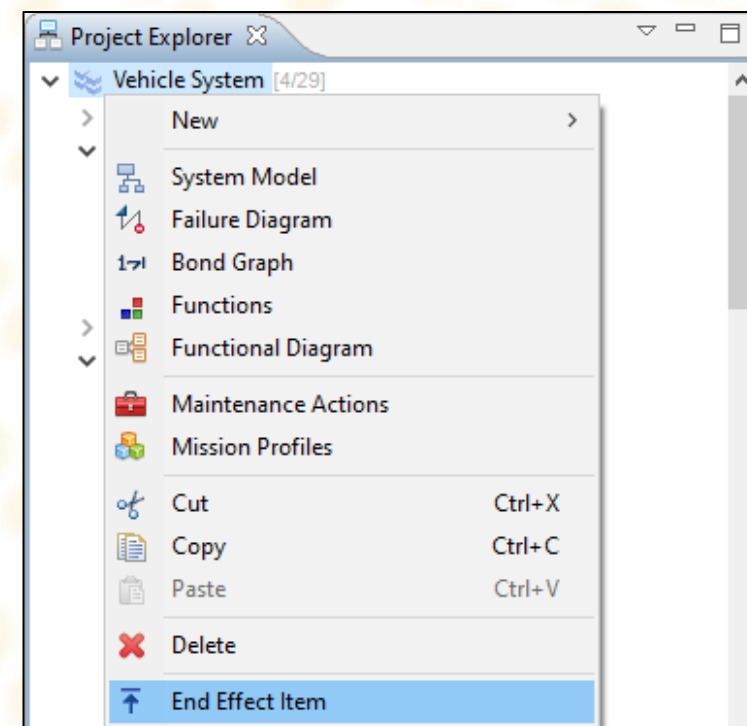 Project Explorer
Vehicle System [4/29]
New
System Model
Failure Diagram
Bond Graph
Functions
Functional Diagram
Maintenance Actions
Mission Profiles
Cut Ctrl+X
Copy Ctrl+C
Paste Ctrl+V
Delete
End Effect Item